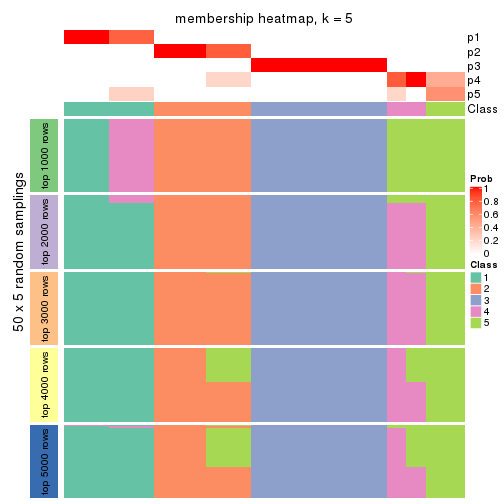 membership heatmap, k = 5
p1
p2
p3
p4
p5
Class
50 x 5 random samplings
top 1000 rows
top 2000 rows
top 3000 rows
top 4000 rows
top 5000 rows
Prob
1
0.8
0.6
0.4
0.2
0
Class
1
2
3
4
5